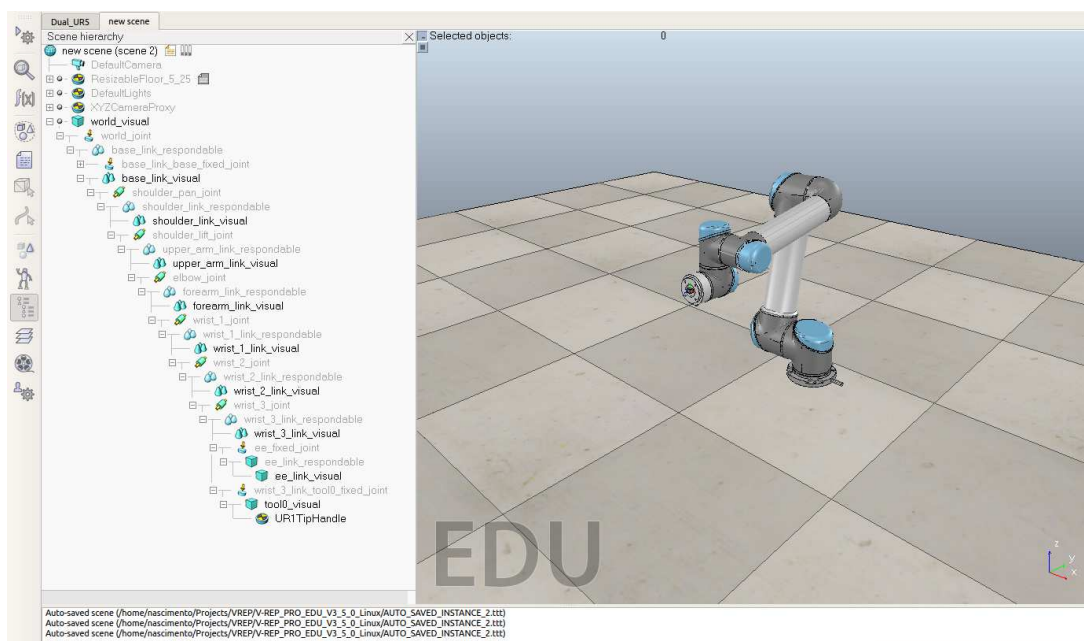 Dual_UR5 new scene
Scene hierarchy
Selected objects: 0
new scene (scene 2)
DefaultCamera
ResizableFloor_5_25
DefaultLights
XYZCameraProxy
world_visual
world_joint
base_link_respondable
base_link_base_fixed_joint
base_link_visual
shoulder_pan_joint
shoulder_link_respondable
shoulder_link_visual
shoulder_lift_joint
upper_arm_link_respondable
upper_arm_link_visual
elbow_joint
forearm_link_respondable
forearm_link_visual
wrist_1_joint
wrist_1_link_respondable
wrist_1_link_visual
wrist_2_joint
wrist_2_link_respondable
wrist_2_link_visual
wrist_3_joint
wrist_3_link_respondable
wrist_3_link_visual
ee_fixed_joint
ee_link_respondable
ee_link_visual
wrist_3_link_tool0_fixed_joint
tool0_visual
UR1TipHandle
EDU
z
y
x
f(x)
Auto-saved scene (/home/nascimento/Projects/VREP/V-REP_PRO_EDU_V3_5_0_Linux/AUTO_SAVED_INSTANCE_2.ttt)
Auto-saved scene (/home/nascimento/Projects/VREP/V-REP_PRO_EDU_V3_5_0_Linux/AUTO_SAVED_INSTANCE_2.ttt)
Auto-saved scene (/home/nascimento/Projects/VREP/V-REP_PRO_EDU_V3_5_0_Linux/AUTO_SAVED_INSTANCE_2.ttt)